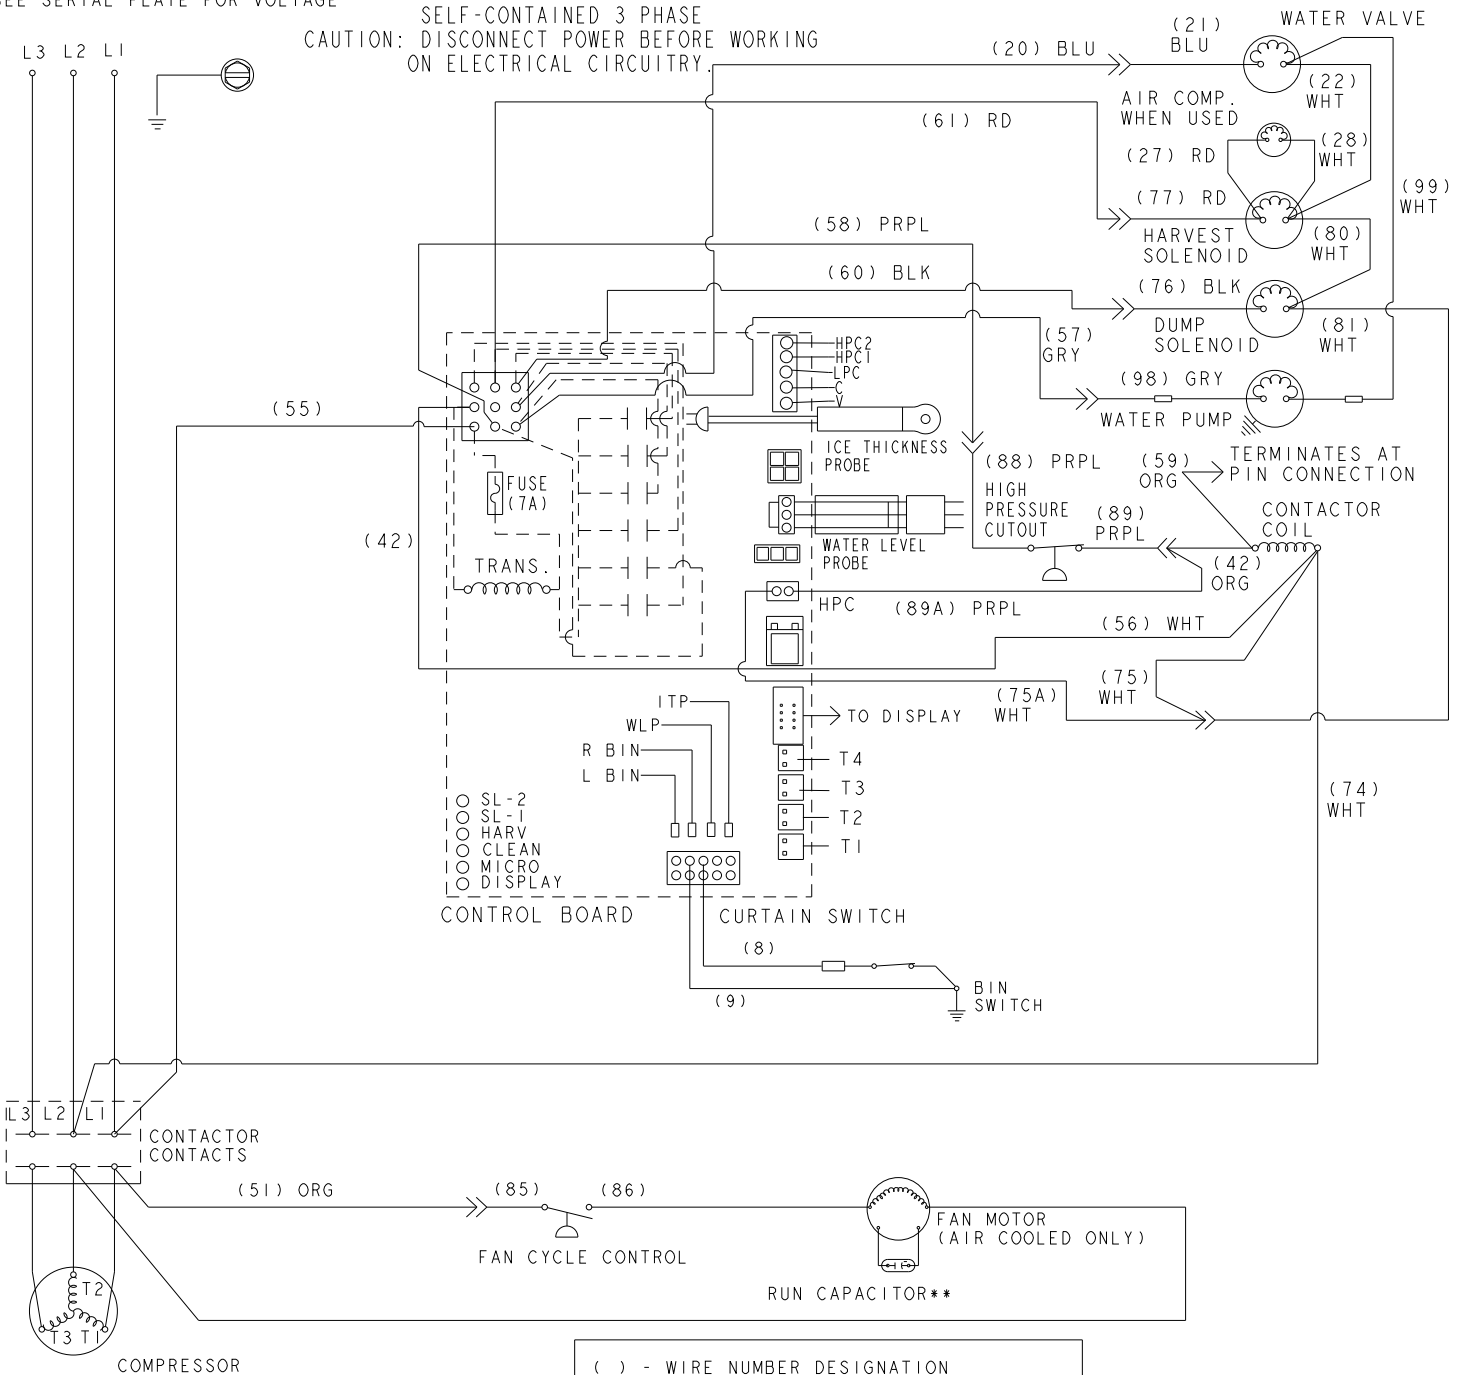 SEE SERIAL PLATE FOR VOLTAGE
SELF-CONTAINED 3 PHASE
CAUTION: DISCONNECT POWER BEFORE WORKING
ON ELECTRICAL CIRCUITRY.
L3 L2 L1
(20) BLU
(21)
BLU
WATER VALVE
(22)
WHT
AIR COMP.
WHEN USED
(61) RD
(27) RD
(28)
WHT
(77) RD
(99)
WHT
(58) PRPL
HARVEST
SOLENOID
(80)
WHT
(60) BLK
(76) BLK
DUMP
SOLENOID
(81)
WHT
(57)
GRY
HPC2
HPC1
LPC
C
V
(98) GRY
WATER PUMP
(55)
ICE THICKNESS
PROBE
TERMINATES AT
PIN CONNECTION
(88) PRPL
(59)
ORG
FUSE
(7A)
HIGH
PRESSURE
CUTOUT
(89)
PRPL
CONTACTOR
COIL
(42)
WATER LEVEL
PROBE
TRANS.
(42)
ORG
HPC
(89A) PRPL
(56) WHT
(75)
WHT
(75A)
WHT
ITP
WLP
R BIN
L BIN
TO DISPLAY
T4
T3
T2
T1
(74)
WHT
SL-2
SL-1
HARV
CLEAN
MICRO
DISPLAY
CONTROL BOARD
CURTAIN SWITCH
(8)
(9)
BIN
SWITCH
L3 L2 L1
CONTACTOR
CONTACTS
(51) ORG
(85)
(86)
FAN CYCLE CONTROL
FAN MOTOR
(AIR COOLED ONLY)
RUN CAPACITOR**
T2
T3 T1
COMPRESSOR
( ) - WIRE NUMBER DESIGNATION